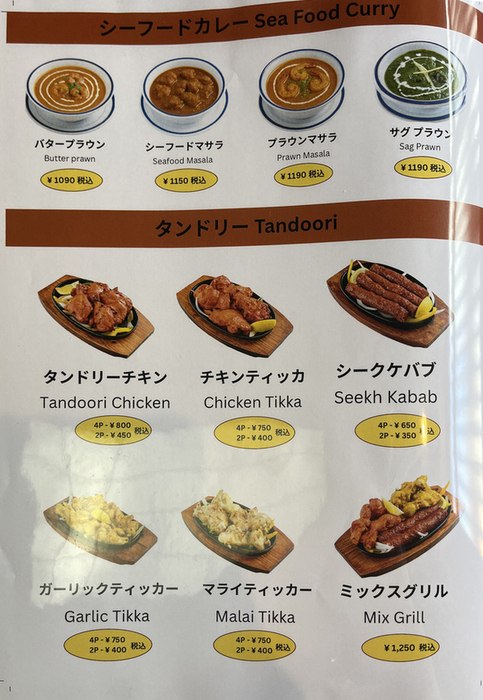 シーフードカレー Sea Food Curry
バタープラウン
Butter prawn
¥1090 税込
シーフードマサラ
Seafood Masala
¥1150 税込
プラウンマサラ
Prawn Masala
¥1190 税込
サグ プラウン
Sag Prawn
¥1190 税込
タンドリー Tandoori
タンドリーチキン
Tandoori Chicken
4P - ¥800
2P - ¥450
税込
チキンティッカ
Chicken Tikka
4P - ¥750
2P - ¥400
税込
シークケバブ
Seekh Kabab
4P - ¥650
2P - ¥350
税込
ガーリックティッカー
Garlic Tikka
4P - ¥750
2P - ¥400
税込
マライティッカー
Malai Tikka
4P - ¥750
2P - ¥400
税込
ミックスグリル
Mix Grill
¥1,250 税込